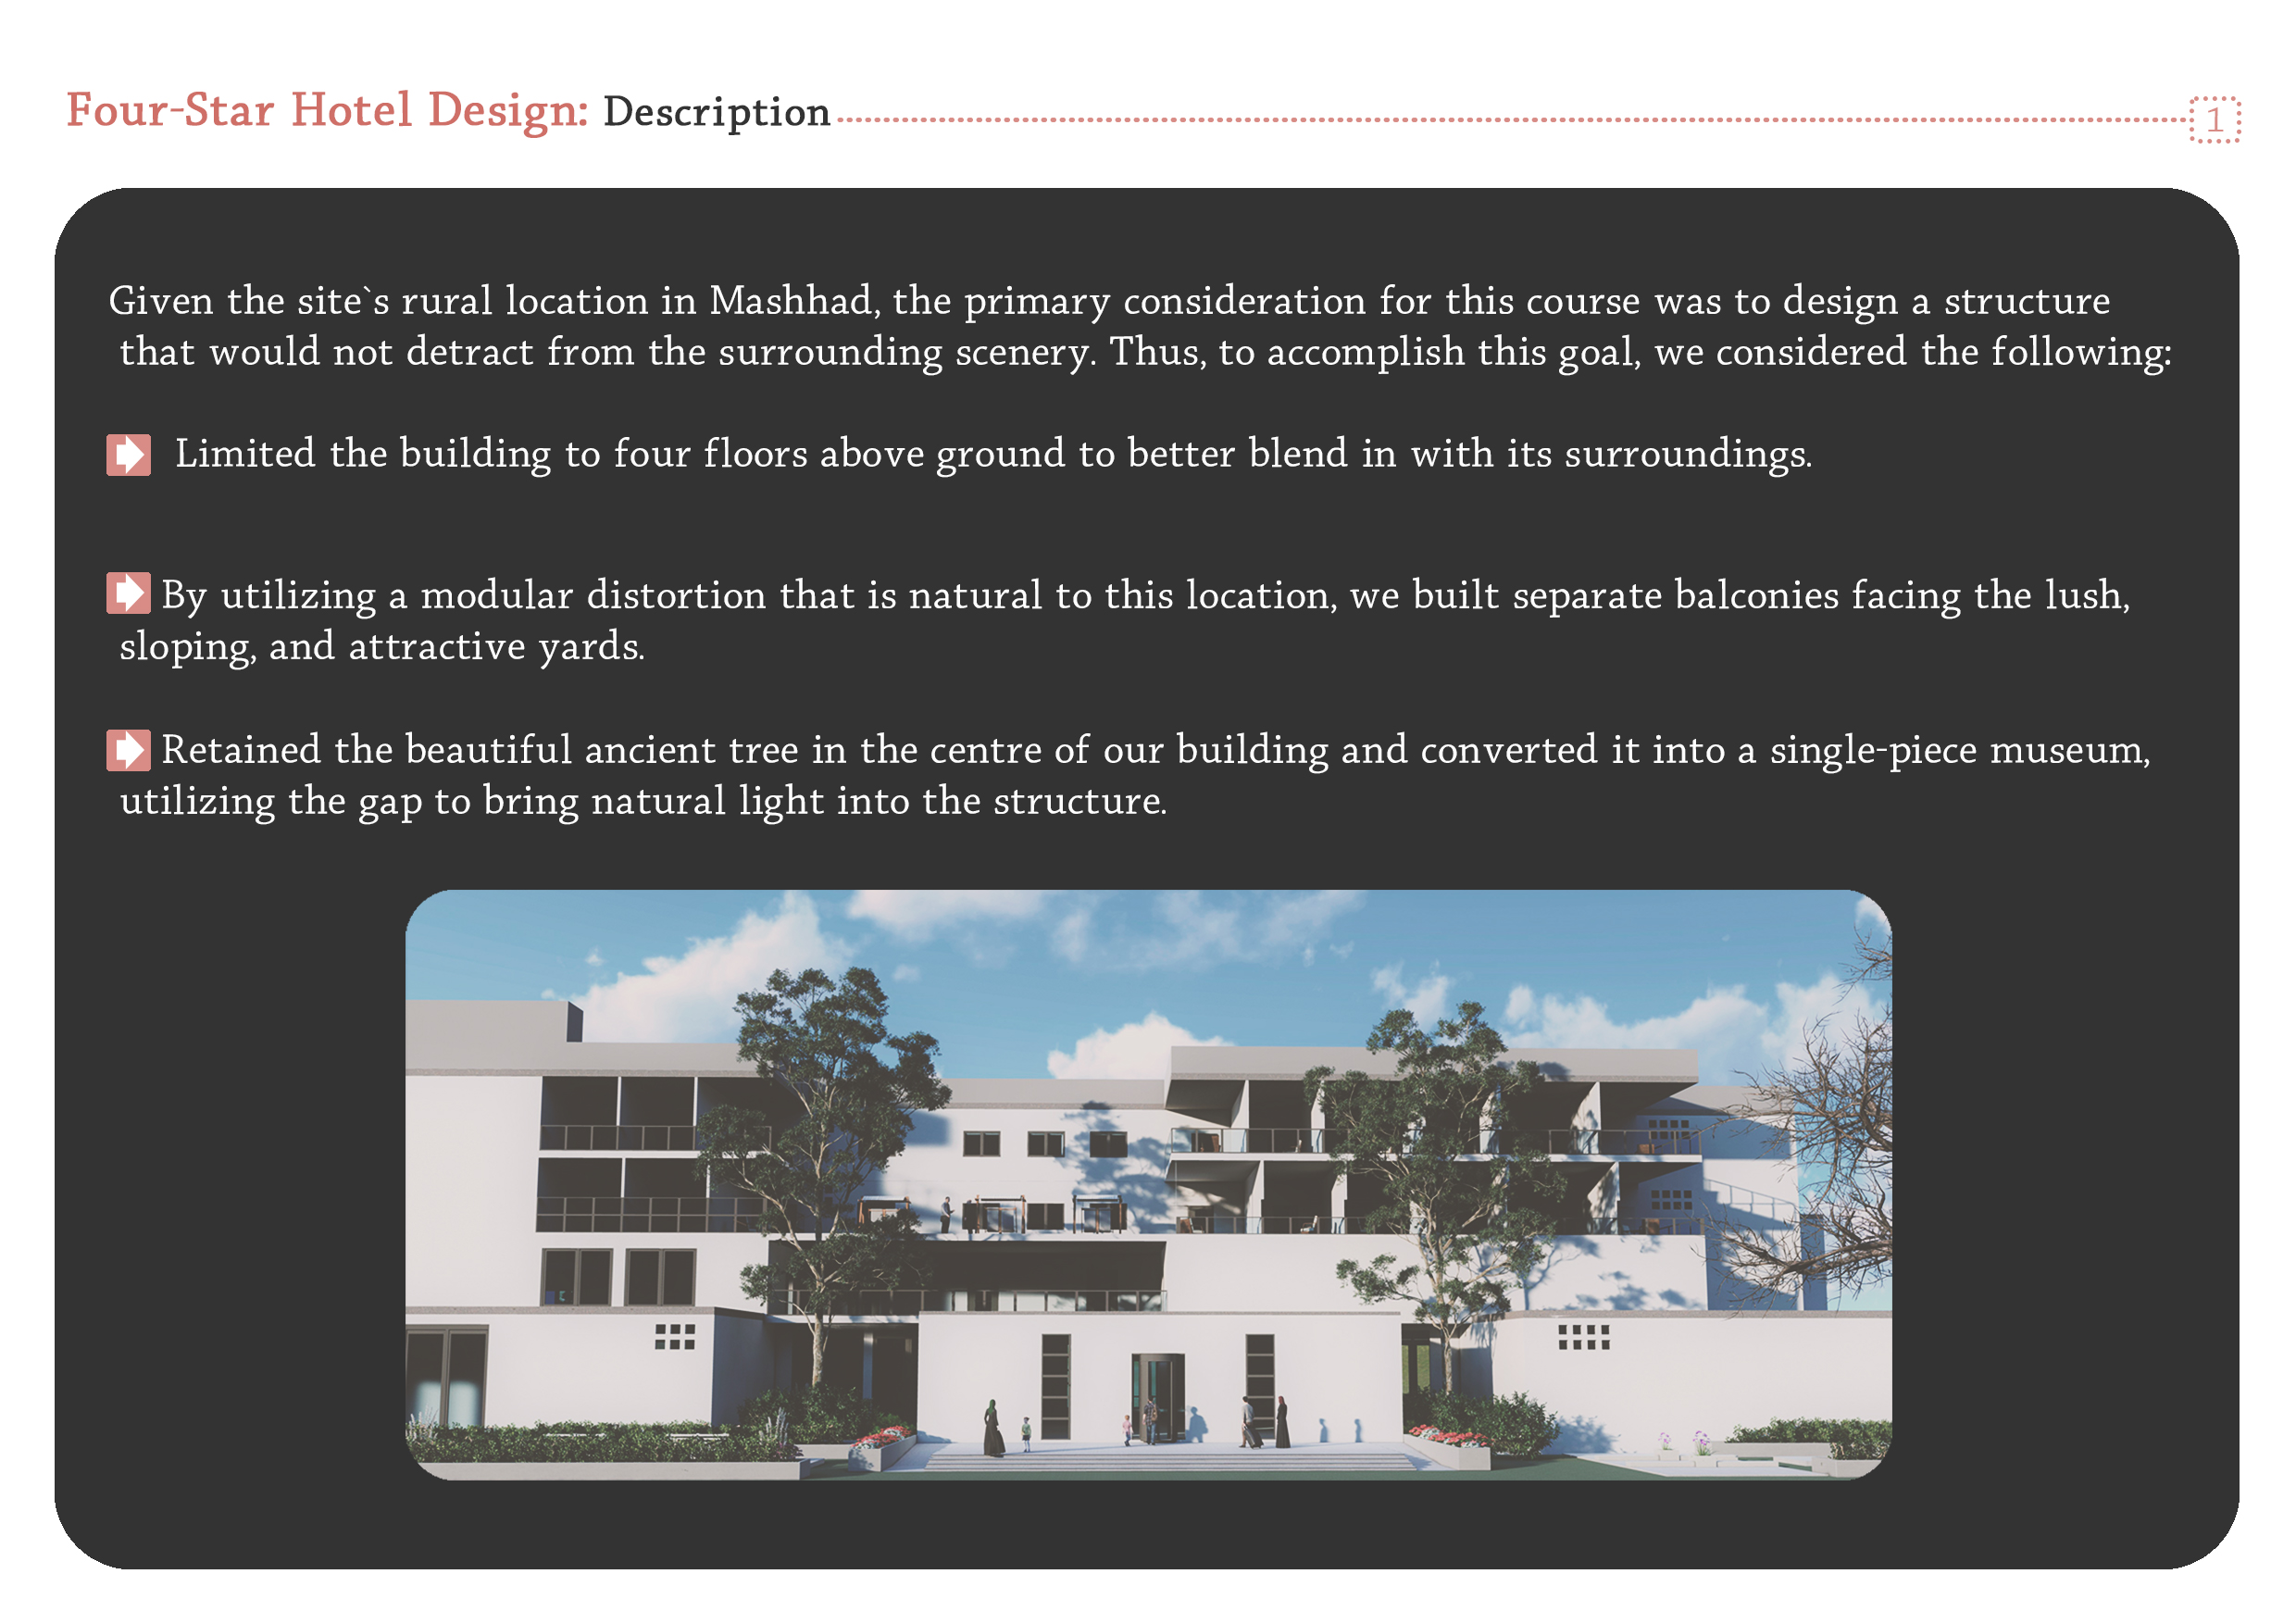 Four-Star Hotel Design: Description
1
Given the site`s rural location in Mashhad, the primary consideration for this course was to design a structure
that would not detract from the surrounding scenery. Thus, to accomplish this goal, we considered the following:
Limited the building to four floors above ground to better blend in with its surroundings.
By utilizing a modular distortion that is natural to this location, we built separate balconies facing the lush,
sloping, and attractive yards.
Retained the beautiful ancient tree in the centre of our building and converted it into a single-piece museum,
utilizing the gap to bring natural light into the structure.